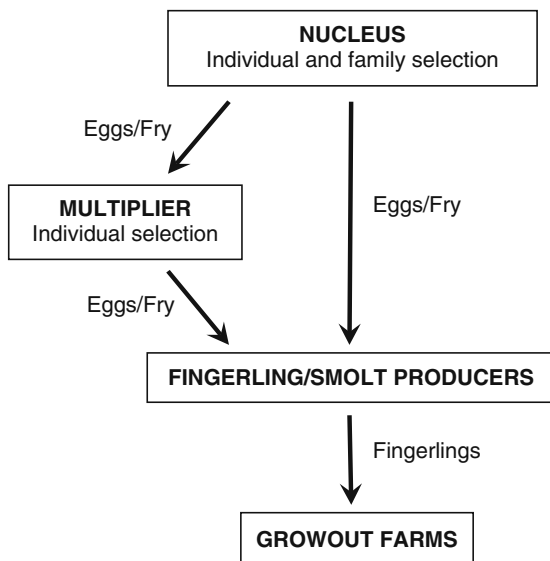 NUCLEUS
Individual and family selection
Eggs/Fry
MULTIPLIER
Individual selection
Eggs/Fry
Eggs/Fry
FINGERLING/SMOLT PRODUCERS
Fingerlings
GROWOUT FARMS